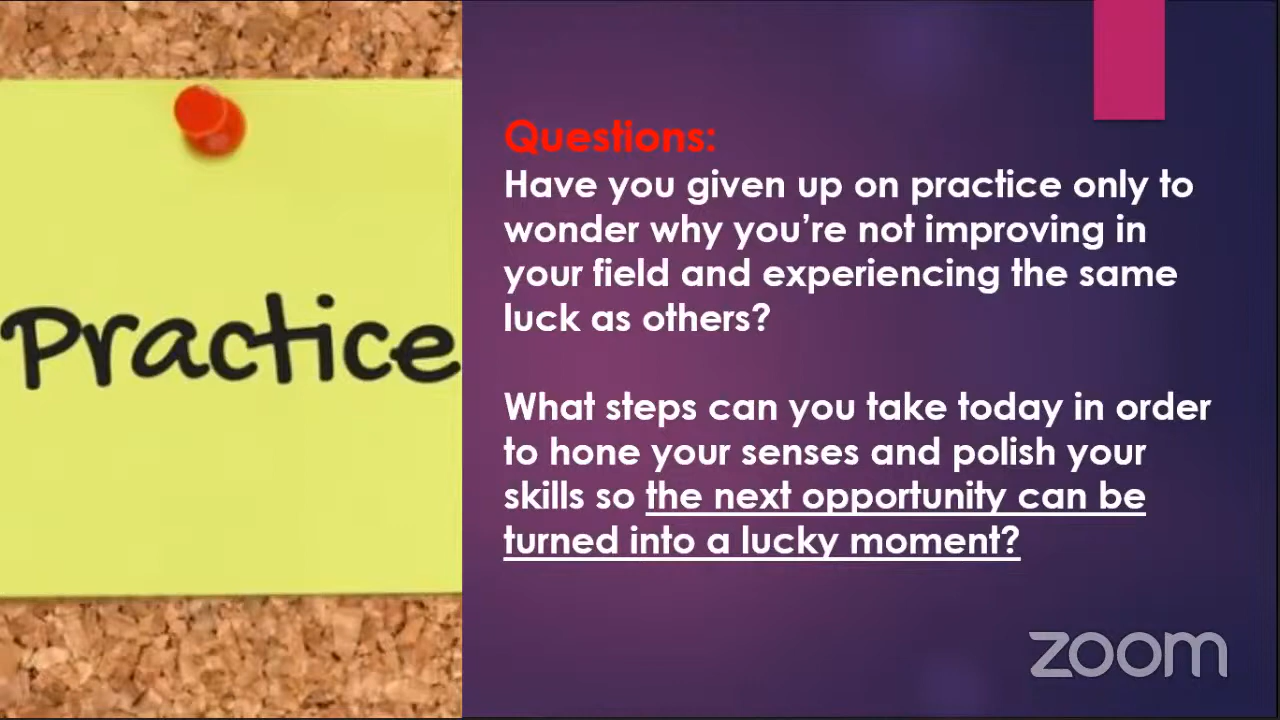 Practice
Questions:
Have you given up on practice only to
wonder why you're not improving in
your field and experiencing the same
luck as others?
What steps can you take today in order
to hone your senses and polish your
skills so the next opportunity can be
turned into a lucky moment?
zoom